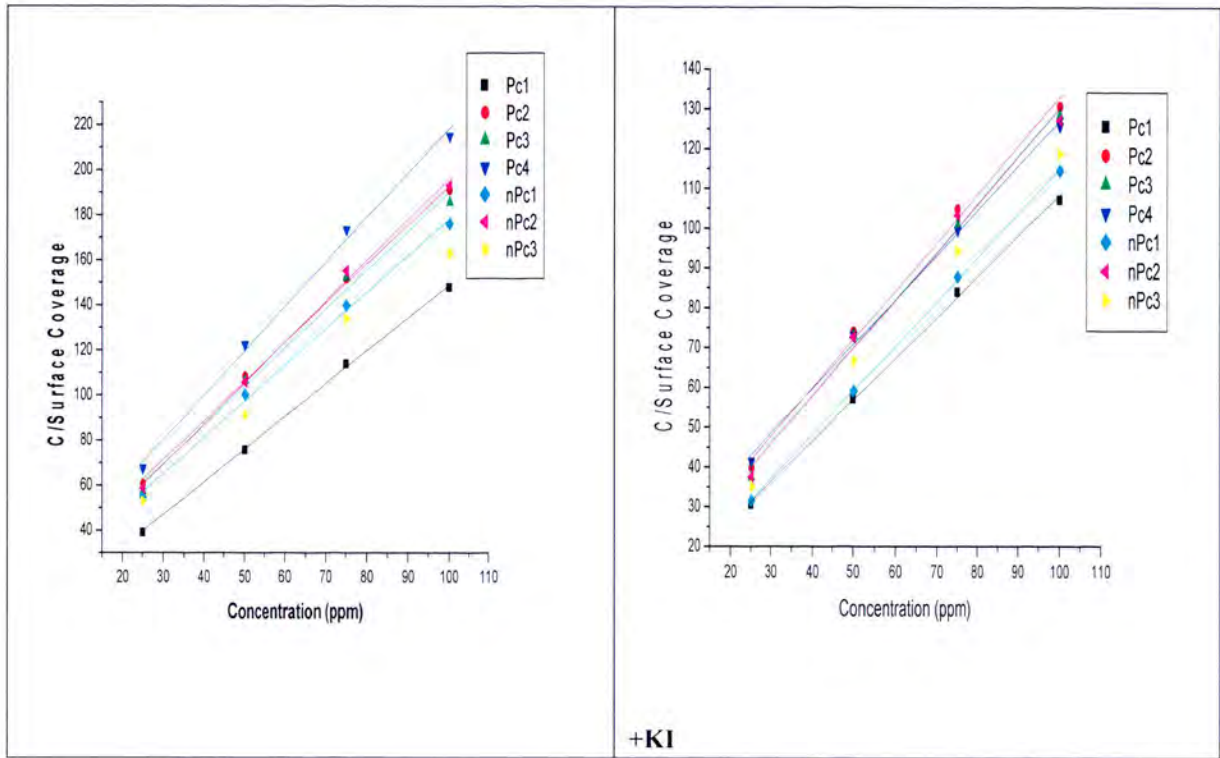 Pc1
Pc2
Pc3
Pc4
nPc1
nPc2
nPc3
220
200
180
160
140
120
100
80
60
40
C/Surface Coverage
20 30 40 50 60 70 80 90 100 110
Concentration (ppm)
140
130
120
110
100
90
80
70
60
50
40
30
20
C/Surface Coverage
Pc1
Pc2
Pc3
Pc4
nPc1
nPc2
nPc3
20 30 40 50 60 70 80 90 100 110
Concentration (ppm)
+KI